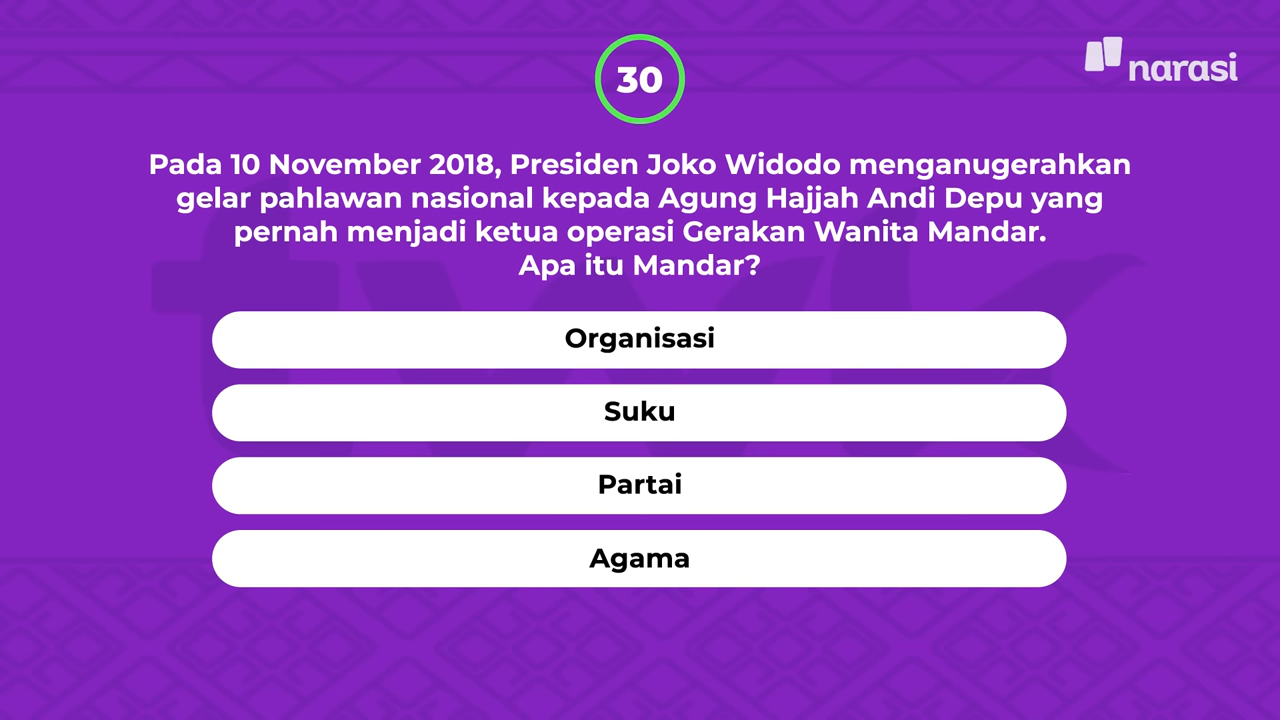 30
narasi
Pada 10 November 2018, Presiden Joko Widodo menganugerahkan
gelar pahlawan nasional kepada Agung Hajjah Andi Depu yang
pernah menjadi ketua operasi Gerakan Wanita Mandar.
Apa itu Mandar?
Organisasi
Suku
Partai
Agama
twk